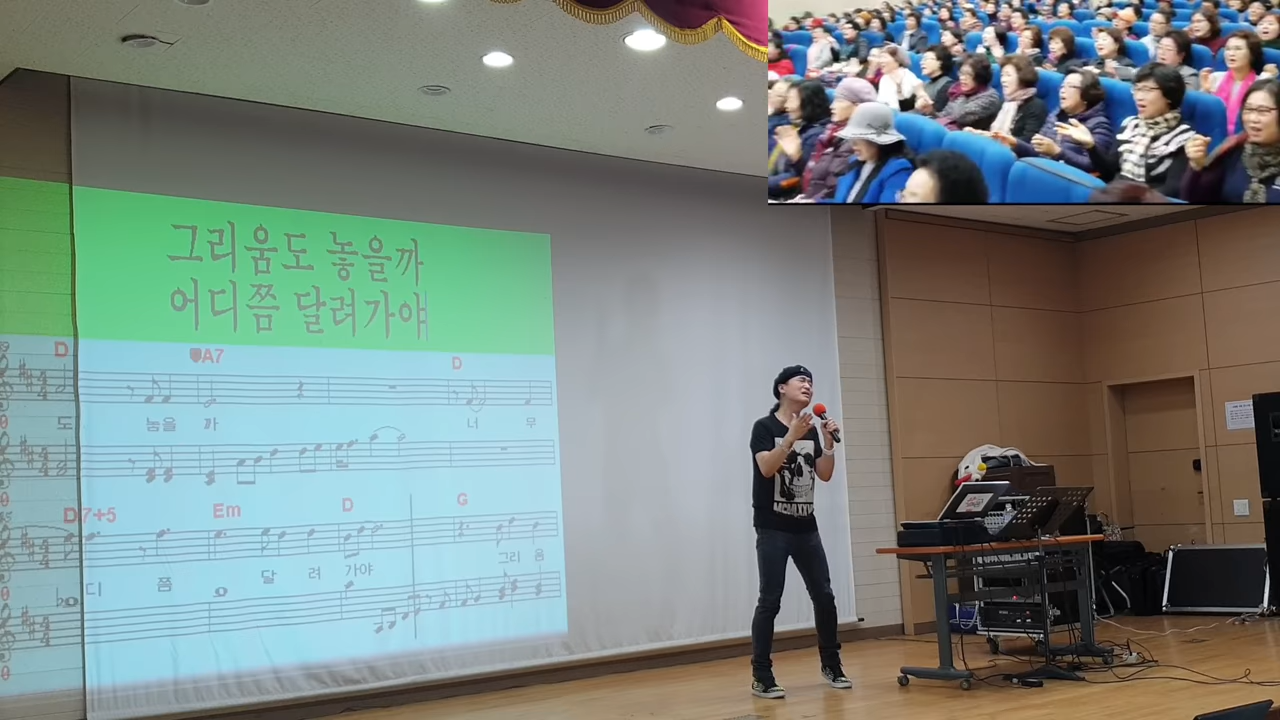 그리움도 놓을까
어디쯤 달려가야
D A7 D
도 놓을 까 너 무
D7+5 Em D G
디 쯤 달 려 가야 그리 움
MCMLXXVI